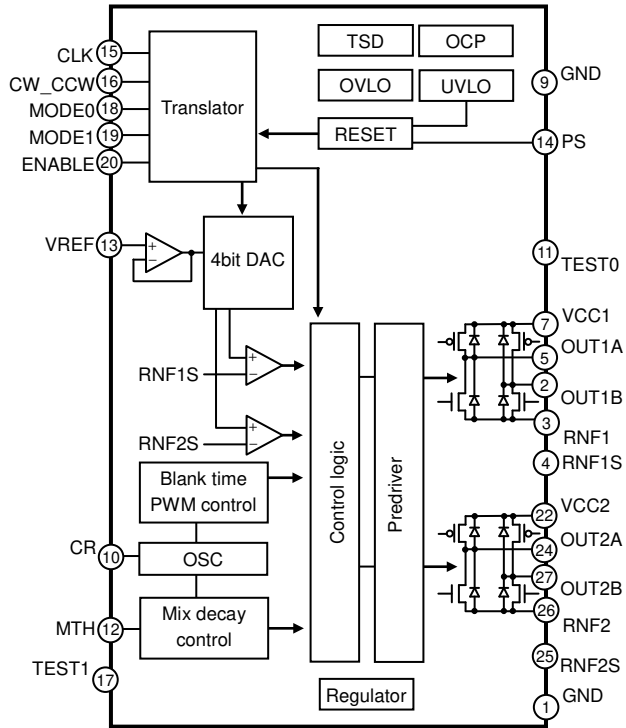 CLK 15
CW_CCW 16
MODE0 18
MODE1 19
ENABLE 20
Translator
TSD
OCP
OVLO
UVLO
RESET
9 GND
14 PS
VREF 13
+
−
4bit DAC
11 TEST0
RNF1S
+
−
RNF2S
+
−
Blank time
PWM control
CR 10
OSC
MTH 12
Mix decay
control
TEST1
17
Control logic
Predriver
Regulator
7 VCC1
5 OUT1A
2 OUT1B
3 RNF1
4 RNF1S
22 VCC2
24 OUT2A
27 OUT2B
26 RNF2
25 RNF2S
1 GND